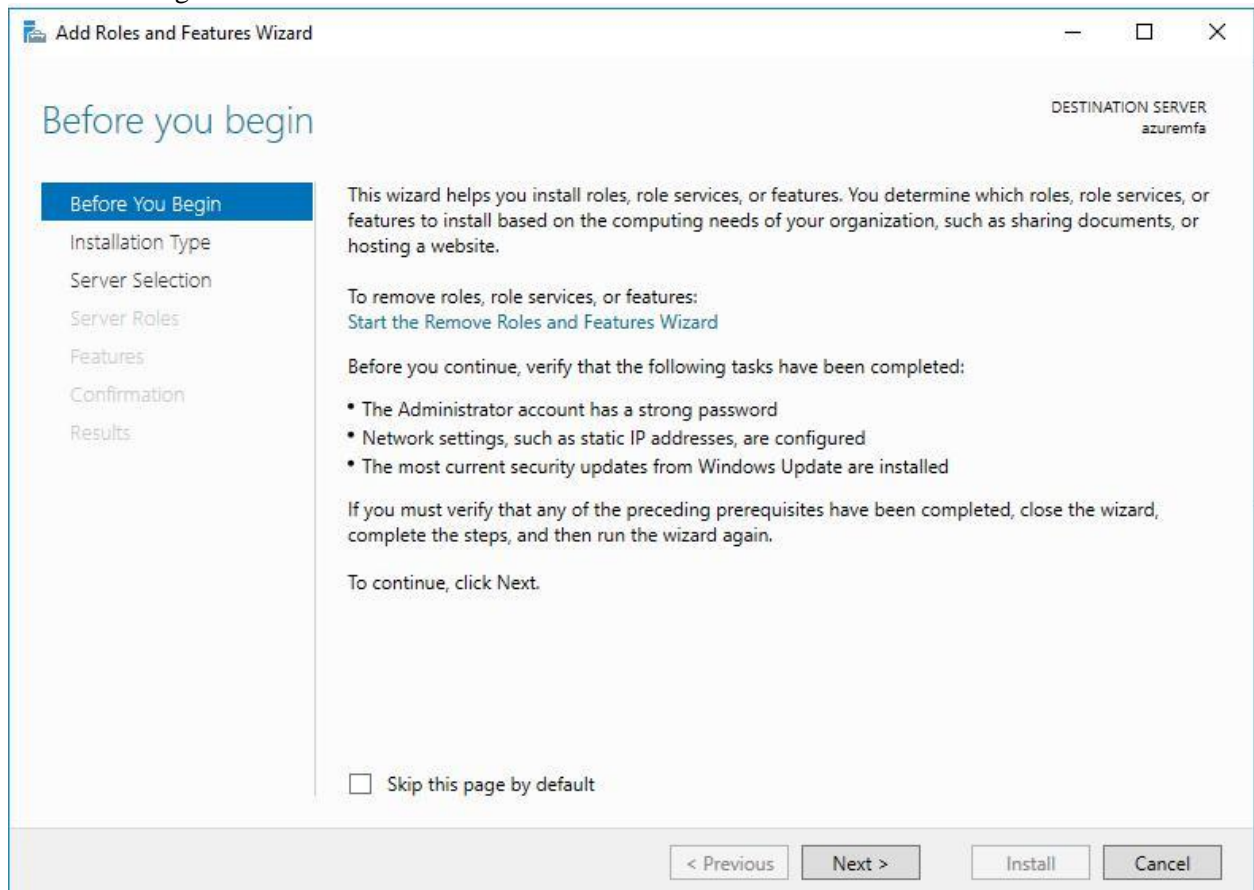 Add Roles and Features Wizard
Before you begin
DESTINATION SERVER
azuremfa
Before You Begin
Installation Type
Server Selection
Server Roles
Features
Confirmation
Results
This wizard helps you install roles, role services, or features. You determine which roles, role services, or
features to install based on the computing needs of your organization, such as sharing documents, or
hosting a website.
To remove roles, role services, or features:
Start the Remove Roles and Features Wizard
Before you continue, verify that the following tasks have been completed:
• The Administrator account has a strong password
• Network settings, such as static IP addresses, are configured
• The most current security updates from Windows Update are installed
If you must verify that any of the preceding prerequisites have been completed, close the wizard,
complete the steps, and then run the wizard again.
To continue, click Next.
Skip this page by default
< Previous
Next >
Install
Cancel